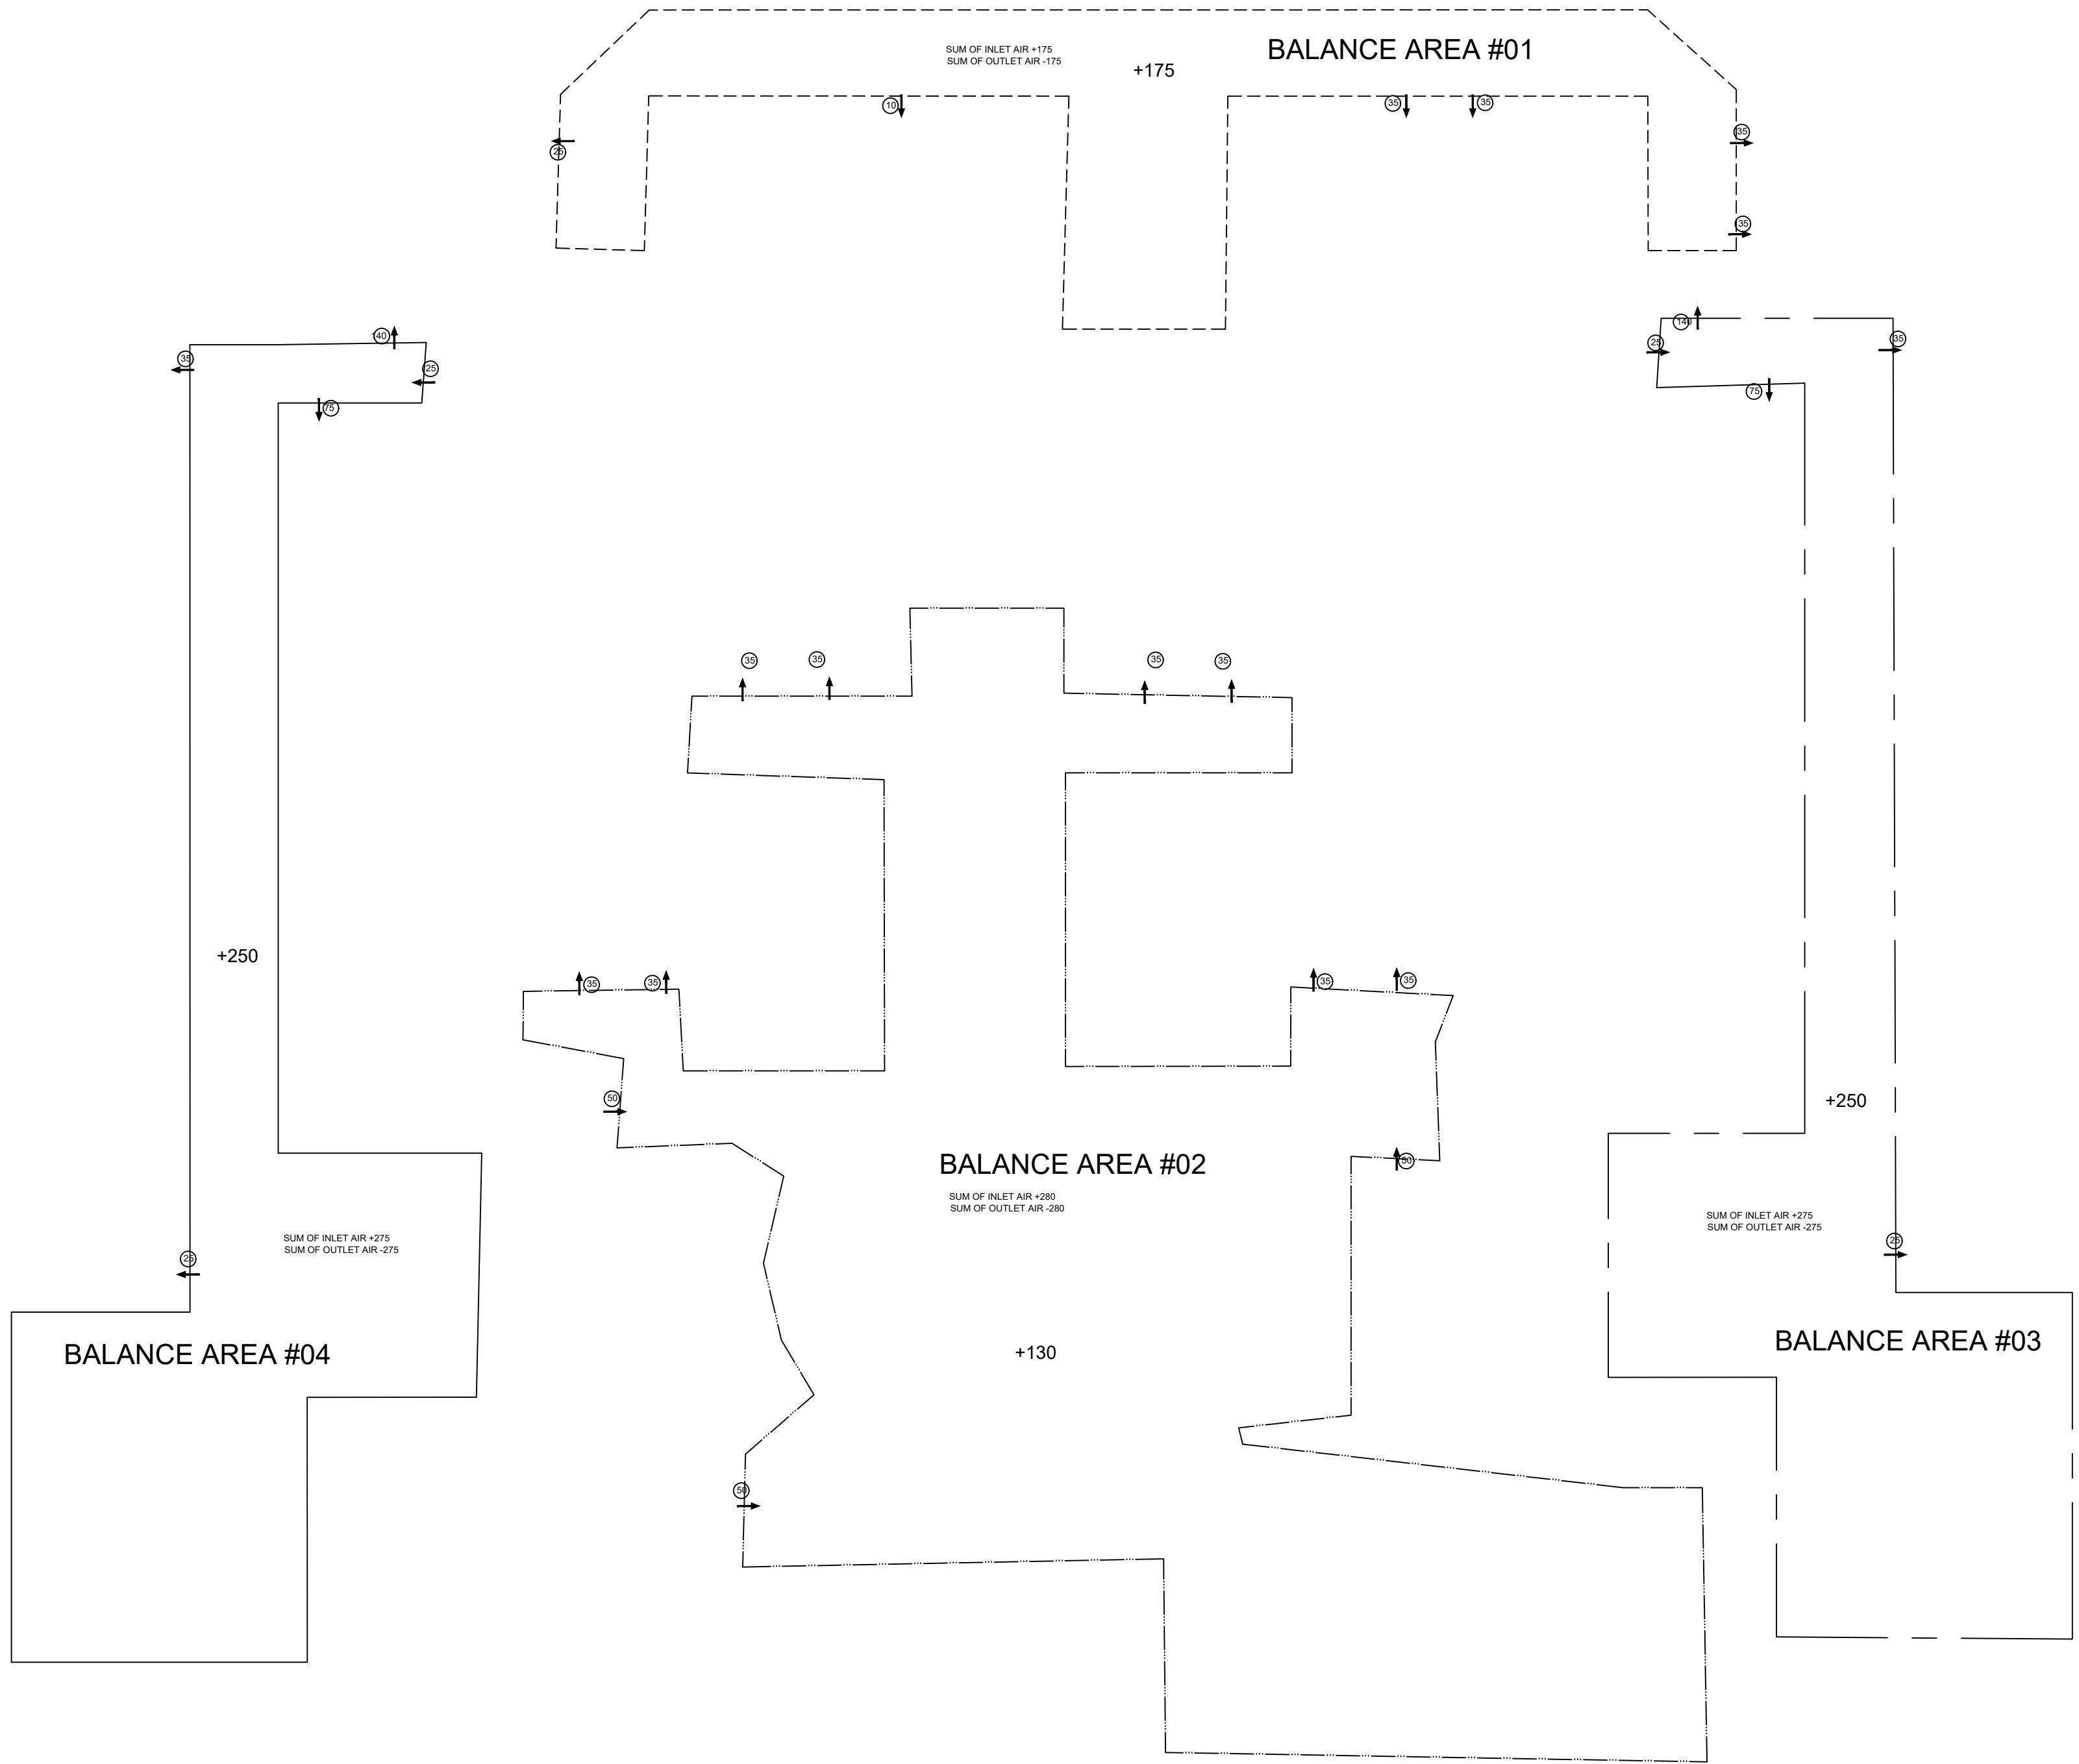 SUM OF INLET AIR +175
SUM OF OUTLET AIR -175
+175
BALANCE AREA #01
10
35
35
35
25
35
140
35
25
75
140
35
25
75
35
35
35
35
+250
35
35
35
35
50
+250
BALANCE AREA #02
50
SUM OF INLET AIR +280
SUM OF OUTLET AIR -280
SUM OF INLET AIR +275
SUM OF OUTLET AIR -275
SUM OF INLET AIR +275
SUM OF OUTLET AIR -275
25
25
+130
BALANCE AREA #04
BALANCE AREA #03
50